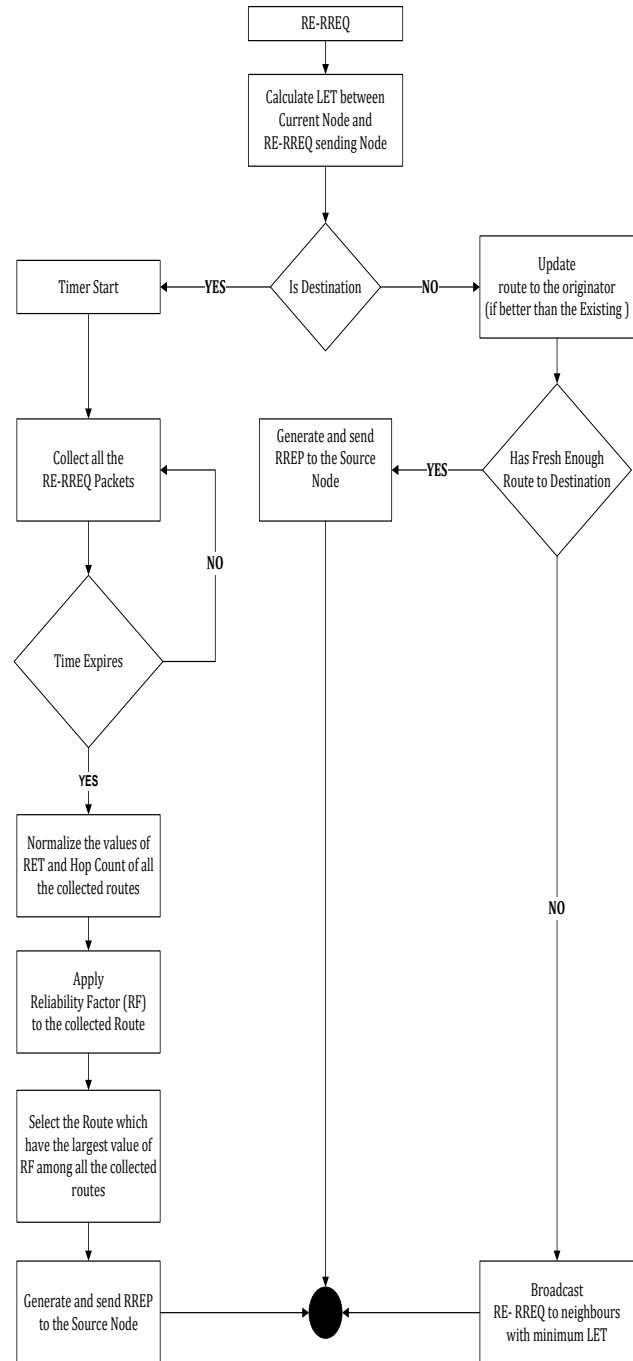 RE-RREQ
Calculate LET between
Current Node and
RE-RREQ sending Node
Is Destination
YES
NO
Timer Start
Update
route to the originator
(if better than the Existing )
Collect all the
RE-RREQ Packets
Generate and send
RREP to the Source
Node
YES
Has Fresh Enough
Route to Destination
NO
Time Expires
YES
Normalize the values of
RET and Hop Count of all
the collected routes
NO
Apply
Reliability Factor (RF)
to the collected Route
Select the Route which
have the largest value of
RF among all the collected
routes
Generate and send RREP
to the Source Node
Broadcast
RE- RREQ to neighbours
with minimum LET